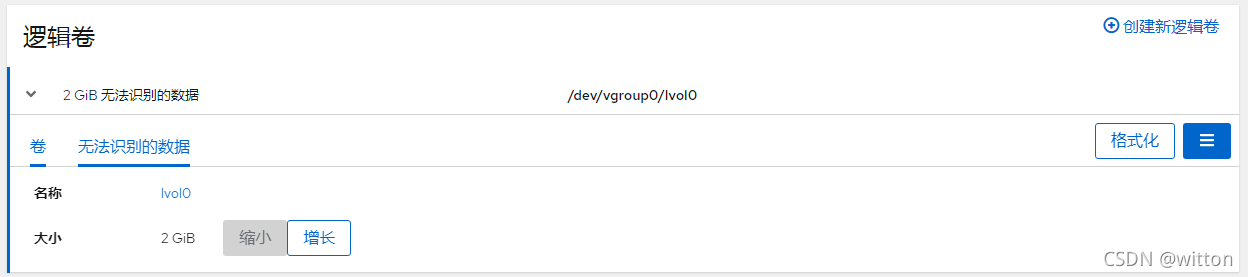 逻辑卷
创建新逻辑卷
2 GiB 无法识别的数据 /dev/vgroup0/lvol0
卷 无法识别的数据 格式化
名称 lvol0
大小 2 GiB 缩小 增长
CSDN @witton